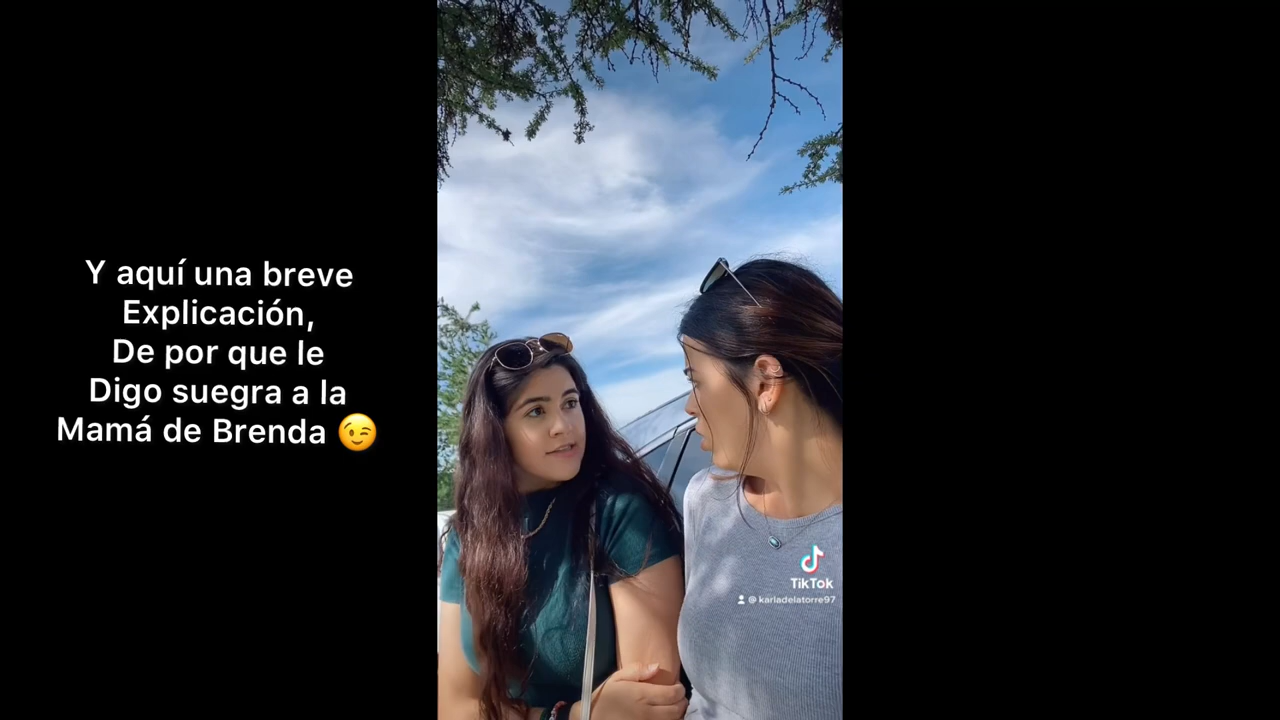 Y aquí una breve
Explicación,
De por que le
Digo suegra a la
Mamá de Brenda 😉
TikTok
@ karladelatorre97